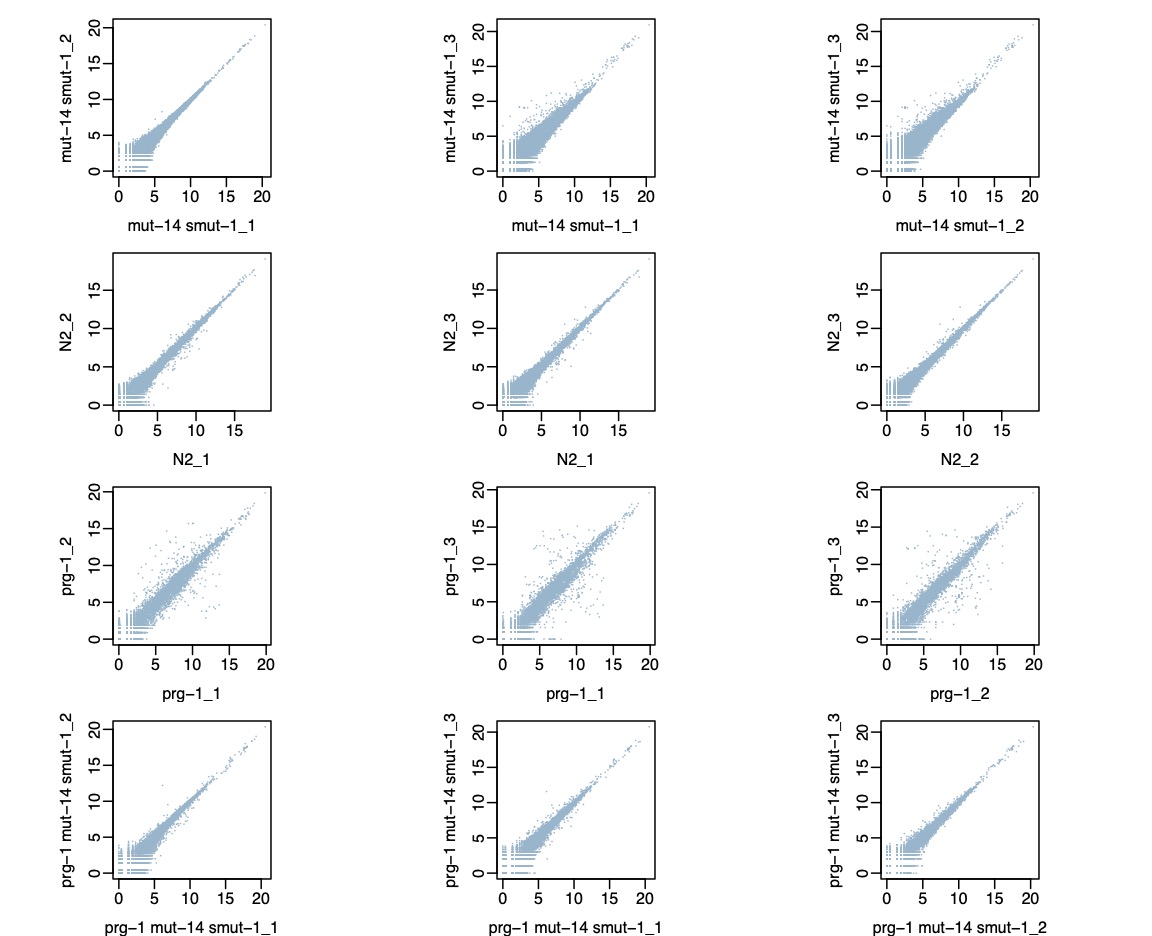 mut−14 smut−1_2
0 5 10 15 20
0 5 10 15 20
mut−14 smut−1_1
mut−14 smut−1_3
0 5 10 15 20
0 5 10 15 20
mut−14 smut−1_1
mut−14 smut−1_3
0 5 10 15 20
0 5 10 15 20
mut−14 smut−1_2
N2_2
0 5 10 15
0 5 10 15
N2_1
N2_3
0 5 10 15
0 5 10 15
N2_1
N2_3
0 5 10 15
0 5 10 15
N2_2
prg−1_2
0 5 10 15 20
0 5 10 15 20
prg−1_1
prg−1_3
0 5 10 15 20
0 5 10 15 20
prg−1_1
prg−1_3
0 5 10 15 20
0 5 10 15 20
prg−1_2
prg−1 mut−14 smut−1_2
0 5 10 15 20
0 5 10 15 20
prg−1 mut−14 smut−1_1
prg−1 mut−14 smut−1_3
0 5 10 15 20
0 5 10 15 20
prg−1 mut−14 smut−1_1
prg−1 mut−14 smut−1_3
0 5 10 15 20
0 5 10 15 20
prg−1 mut−14 smut−1_2